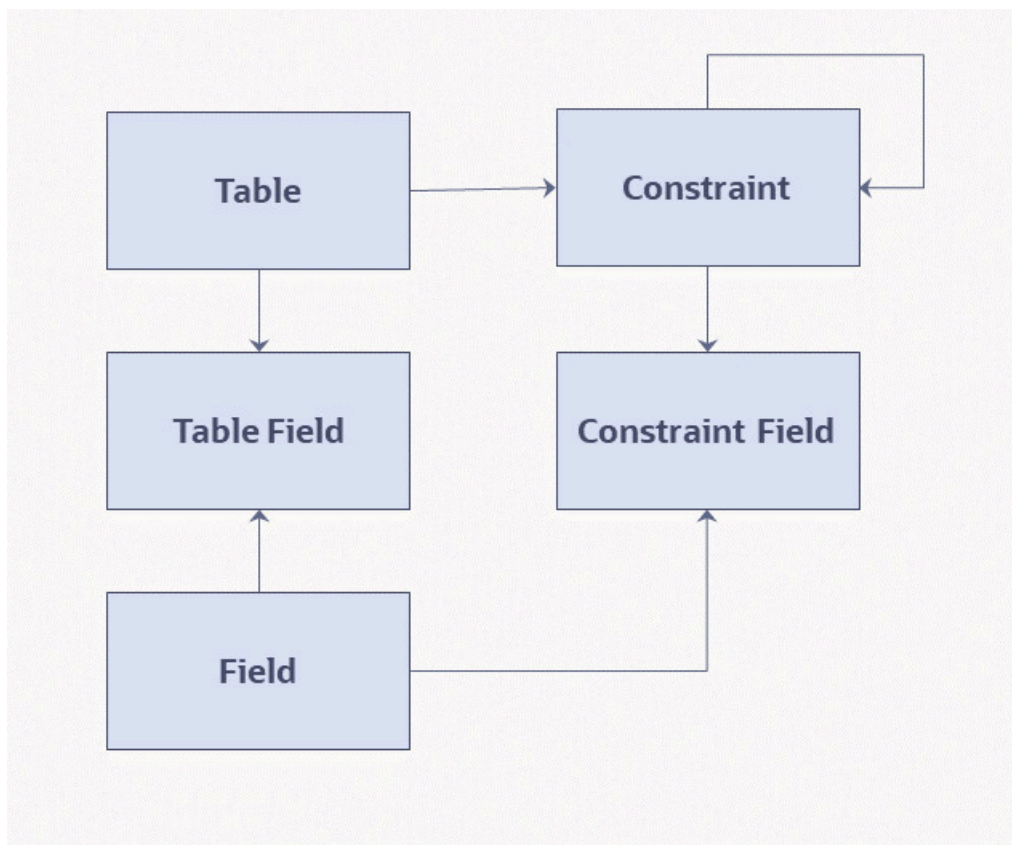 Table
Constraint
Table Field
Constraint Field
Field